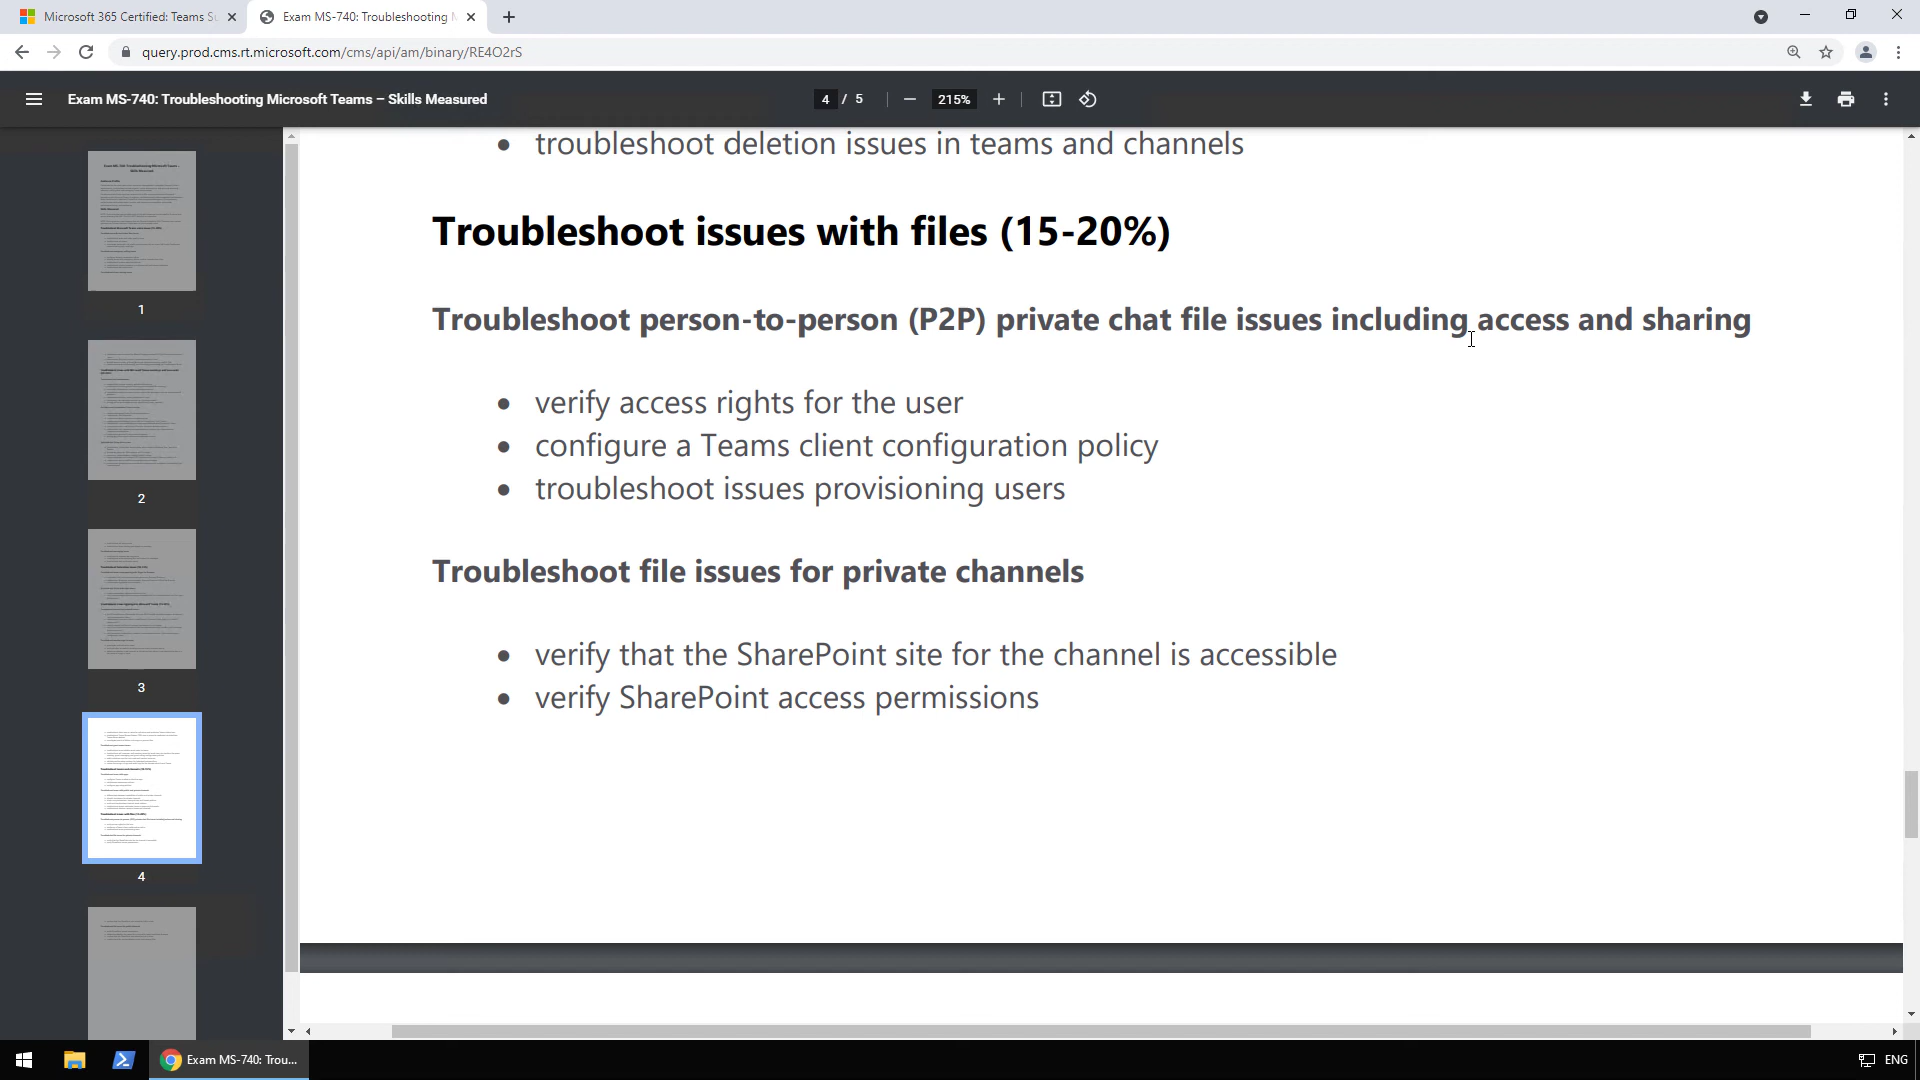 Microsoft 365 Certified: Teams Su
Exam MS-740: Troubleshooting M
query.prod.cms.rt.microsoft.com/cms/api/am/binary/RE4O2rS
Exam MS-740: Troubleshooting Microsoft Teams – Skills Measured
4 / 5
215%
troubleshoot deletion issues in teams and channels
Troubleshoot issues with files (15-20%)
Troubleshoot person-to-person (P2P) private chat file issues including access and sharing
• verify access rights for the user
• configure a Teams client configuration policy
• troubleshoot issues provisioning users
Troubleshoot file issues for private channels
• verify that the SharePoint site for the channel is accessible
• verify SharePoint access permissions
1
2
3
4
Exam MS-740: Trou...
ENG